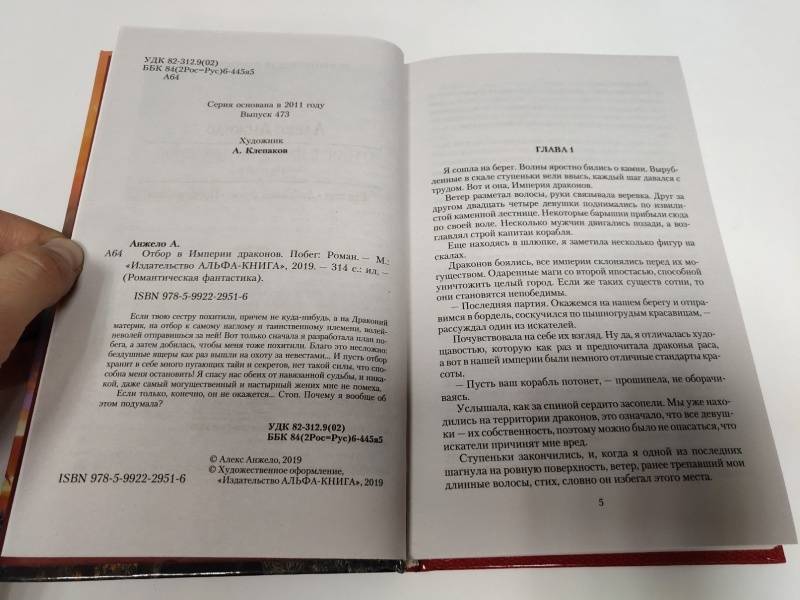 УДК 82-312.9(02)
ББК 84(2Рос=Рус)6-445я5
А64
Серия основана в 2011 году
Выпуск 473
Художник
А. Клепаков
Анжело А.
А64 Отбор в Империи драконов. Побег: Роман. — М.:
«Издательство АЛЬФА-КНИГА», 2019. — 314 с.: ил. —
(Романтическая фантастика).
ISBN 978-5-9922-2951-6
Если твою сестру похитили, причем не куда-нибудь, а на Драконий
материк, на отбор к самому наглому и таинственному племени, волей-
неволей отправишься за ней! Вот только сначала я разработала план по-
бега, а затем добилась, чтобы меня тоже похитили. Благо это несложно:
бездушные ящеры как раз вышли на охоту за невестами... И пусть отбор
хранит в себе много пугающих тайн и секретов, нет такой силы, что спо-
собна меня остановить! Я спасу нас обеих от навязанной судьбы, и ника-
кой, даже самый могущественный и настырный жених мне не помеха.
Если только, конечно, он не окажется... Стоп. Почему я вообще об
этом подумала?
УДК 82-312.9(02)
ББК 84(2Рос=Рус)6-445я5
© Алекс Анжело, 2019
© Художественное оформление,
ISBN 978-5-9922-2951-6 «Издательство АЛЬФА-КНИГА», 2019
ГЛАВА 1
Я сошла на берег. Волны яростно бились о камни. Выруб-
ленные в скале ступеньки вели ввысь, каждый шаг давался с
трудом. Вот и она, Империя драконов.
Ветер разметал волосы, руки связывала веревка. Друг за
другом двадцать четыре девушки поднимались по извили-
стой каменной лестнице. Некоторые барышни прибыли сюда
по своей воле. Несколько мужчин двигались позади, а воз-
главлял строй капитан корабля.
Еще находясь в шлюпке, я заметила несколько фигур на
скалах.
Драконов боялись, все империи склонялись перед их мо-
гуществом. Одаренные маги со второй ипостасью, способной
уничтожить целый город. Если же таких существ сотни, то
они становятся непобедимы.
— Последняя партия. Окажемся на нашем берегу и отпра-
вимся в бордель, соскучился по пышногрудым красавицам, —
рассуждал один из искателей.
Почувствовала на себе их взгляд. Ну да, я отличалась худо-
щавостью, которую как раз и предпочитала драконья раса,
а вот в нашей империи были немного отличные стандарты кра-
соты.
— Пусть ваш корабль потонет, — прошипела, не оборачи-
ваясь.
Услышала, как за спиной сердито засопели. Мы уже нахо-
дились на территории драконов, это означало, что все девуш-
ки — их собственность, поэтому можно было не опасаться, что
искатели причинят мне вред.
Ступеньки закончились, и, когда я одной из последних
шагнула на ровную поверхность, ветер, ранее трепавший мои
длинные волосы, стих, словно он избегал этого места.
5